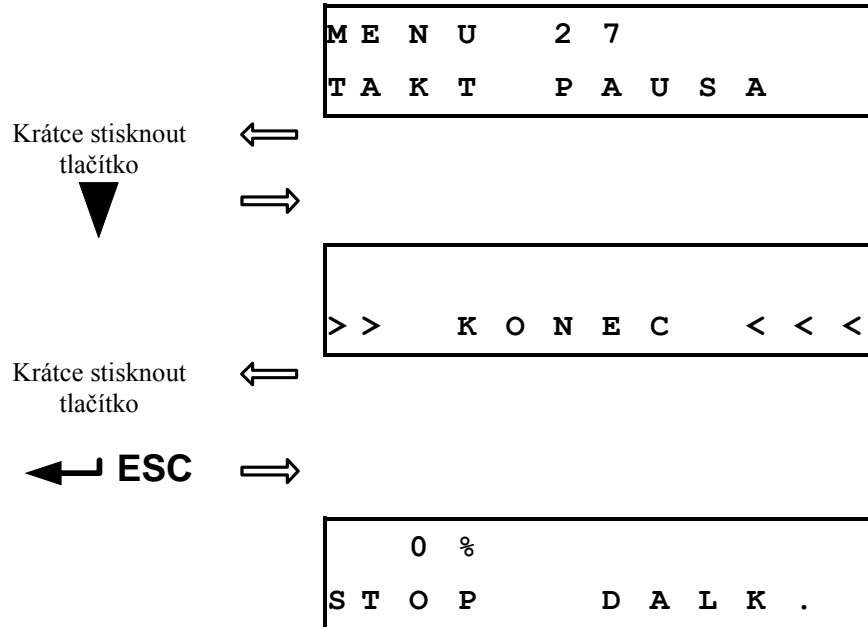 MENU 27
TAKT PAUSA
Krátce stisknout
tlačítko
>> KONEC <<<
Krátce stisknout
tlačítko
ESC
0%
STOP DALK.